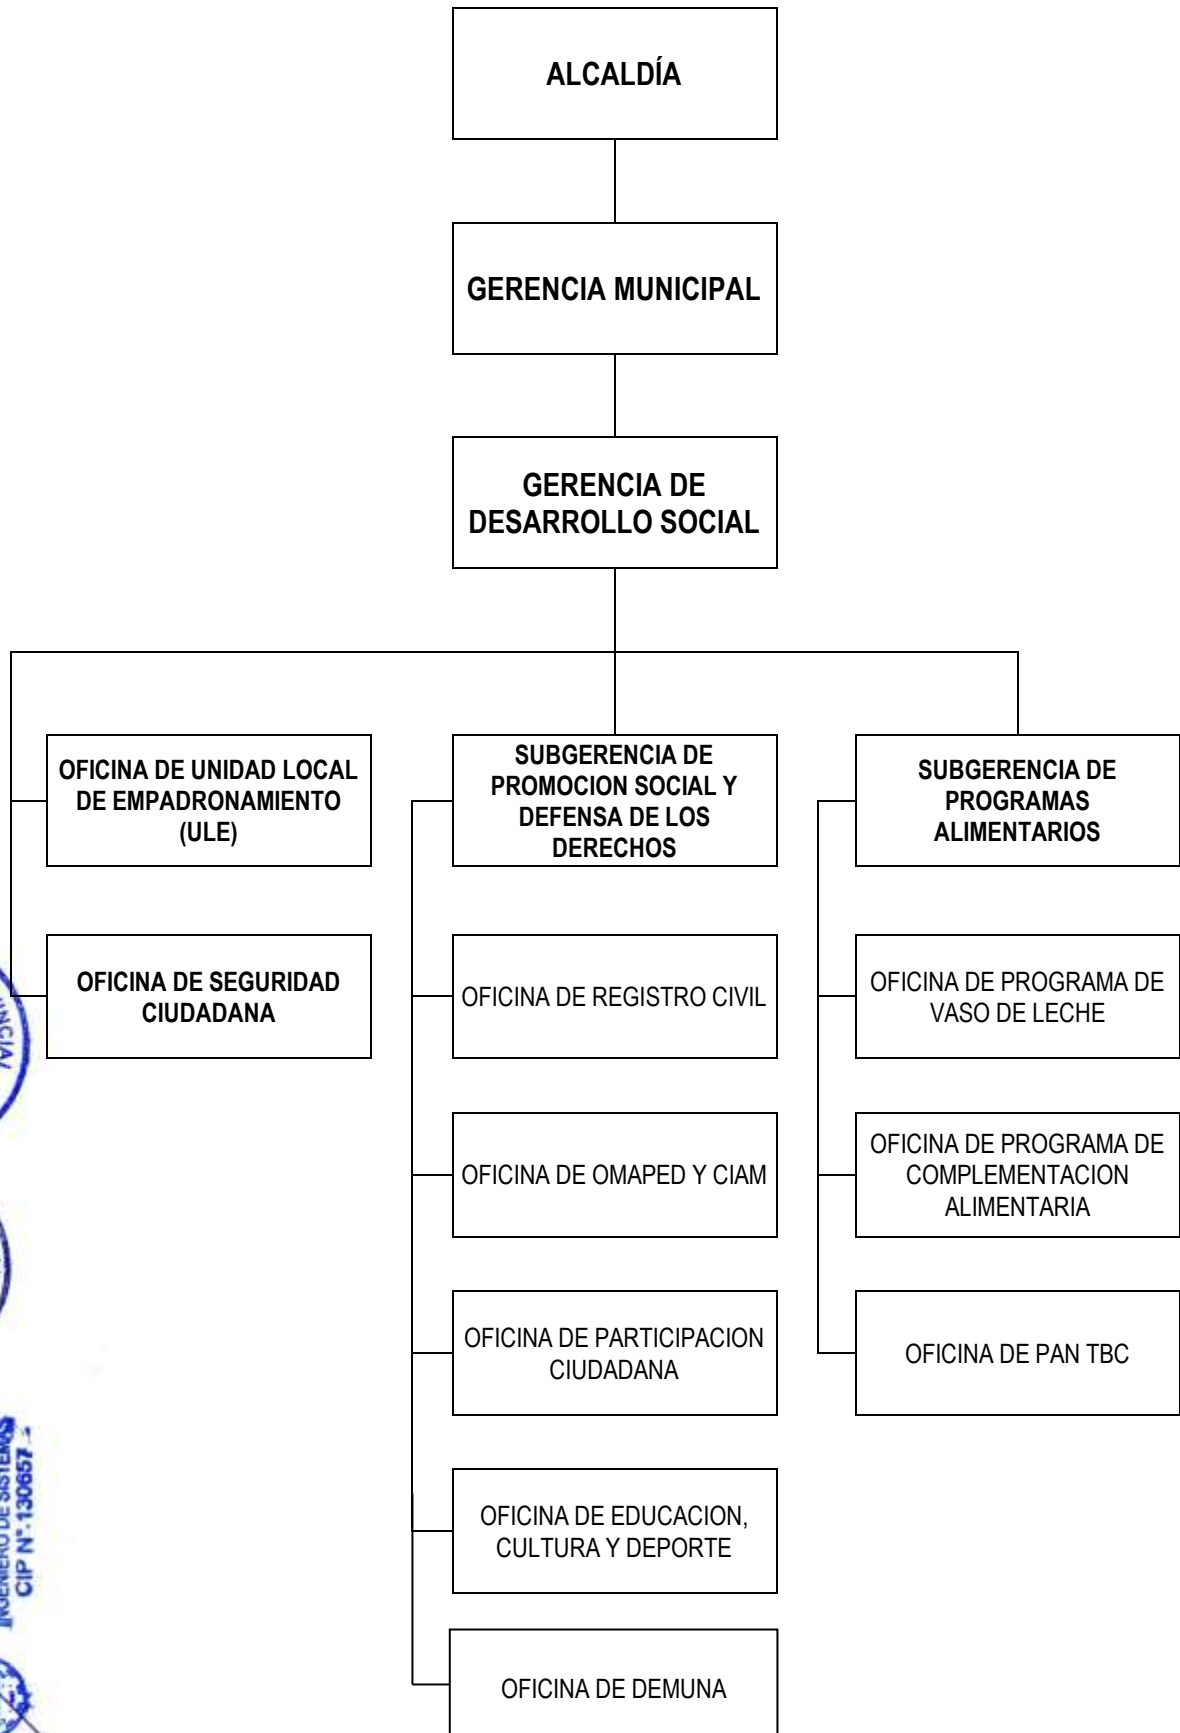 ALCALDÍA
GERENCIA MUNICIPAL
GERENCIA DE
DESARROLLO SOCIAL
OFICINA DE UNIDAD LOCAL
DE EMPADRONAMIENTO
(ULE)
OFICINA DE SEGURIDAD
CIUDADANA
SUBGERENCIA DE
PROMOCION SOCIAL Y
DEFENSA DE LOS
DERECHOS
OFICINA DE REGISTRO CIVIL
OFICINA DE OMAPED Y CIAM
OFICINA DE PARTICIPACION
CIUDADANA
OFICINA DE EDUCACION,
CULTURA Y DEPORTE
OFICINA DE DEMUNA
SUBGERENCIA DE
PROGRAMAS
ALIMENTARIOS
OFICINA DE PROGRAMA DE
VASO DE LECHE
OFICINA DE PROGRAMA DE
COMPLEMENTACION
ALIMENTARIA
OFICINA DE PAN TBC
INGENIERO DE SISTEMAS
CIP N°. 130657